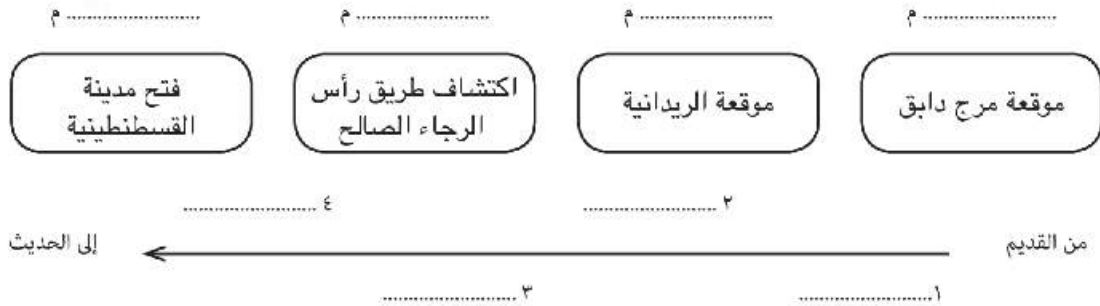 م ........................ م ........................ م ........................ م ........................
موقعة مرج دابق
موقعة الريدانية
اكتشاف طريق رأس
الرجاء الصالح
فتح مدينة
القسطنطينية
٢ ........................ ٤ ........................
من القديم إلى الحديث
١ ........................ ٣ ........................